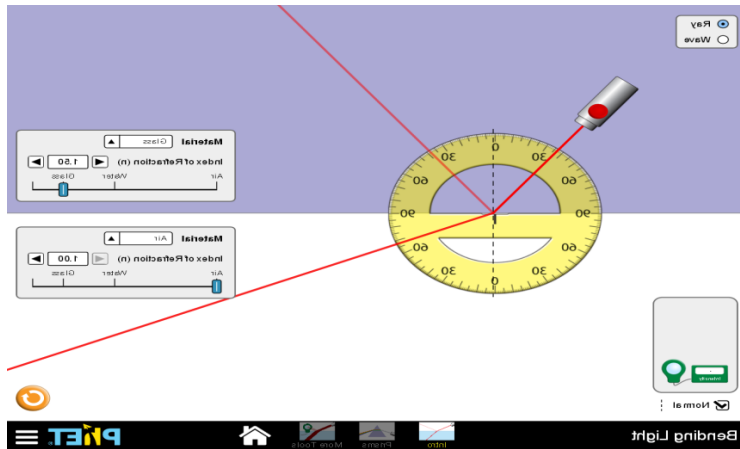 Ray
Wave
Material Glass
Index of Refraction (n) 1.50
Air Water Glass
Material Air
Index of Refraction (n) 1.00
Air Water Glass
0
30 30
60 60
90 90
60 60
30 30
0
Intensity
Normal
Bending Light
Intro
Prisms
More Tools
PhET